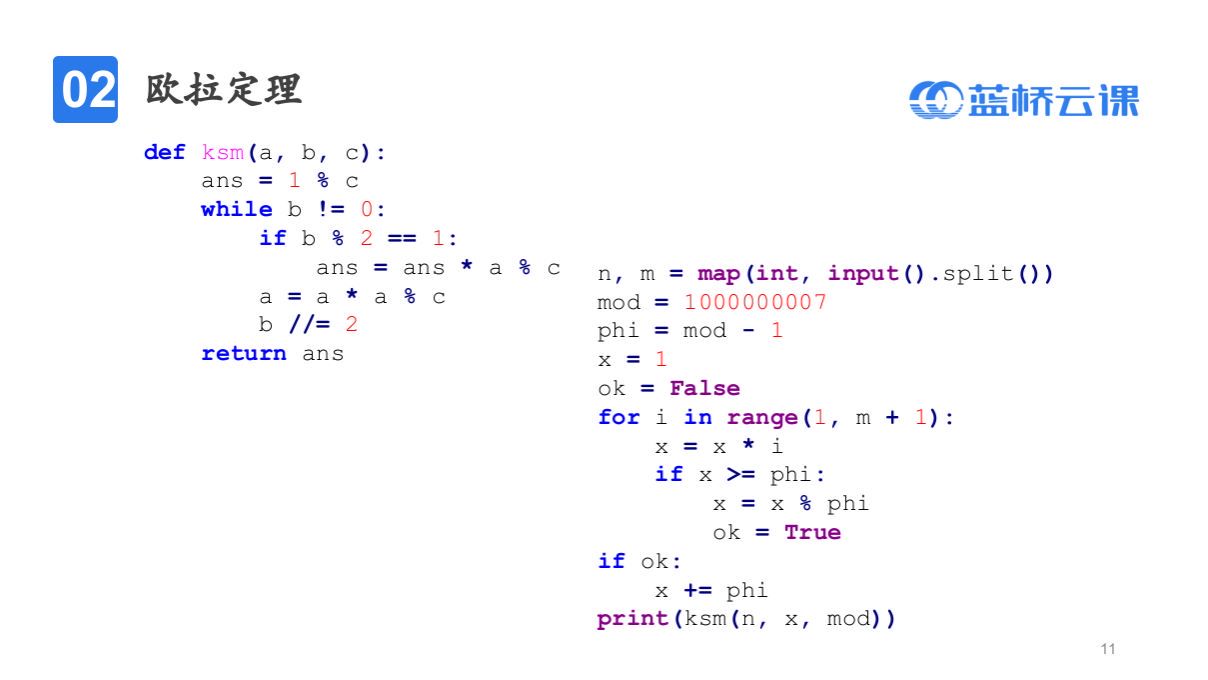 02 欧拉定理
蓝桥云课
def ksm(a, b, c):
    ans = 1 % c
    while b != 0:
        if b % 2 == 1:
            ans = ans * a % c
        a = a * a % c
        b //= 2
    return ans
n, m = map(int, input().split())
mod = 1000000007
phi = mod - 1
x = 1
ok = False
for i in range(1, m + 1):
    x = x * i
    if x >= phi:
        x = x % phi
        ok = True
if ok:
    x += phi
print(ksm(n, x, mod))
11